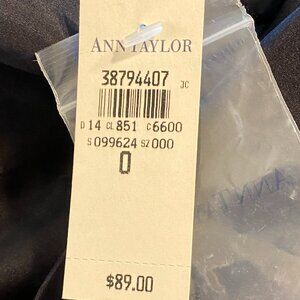 ANN TAYLOR
38794407 JC
D 14 CL 851 C 6600
S 099624 SZ 000
0
$89.00